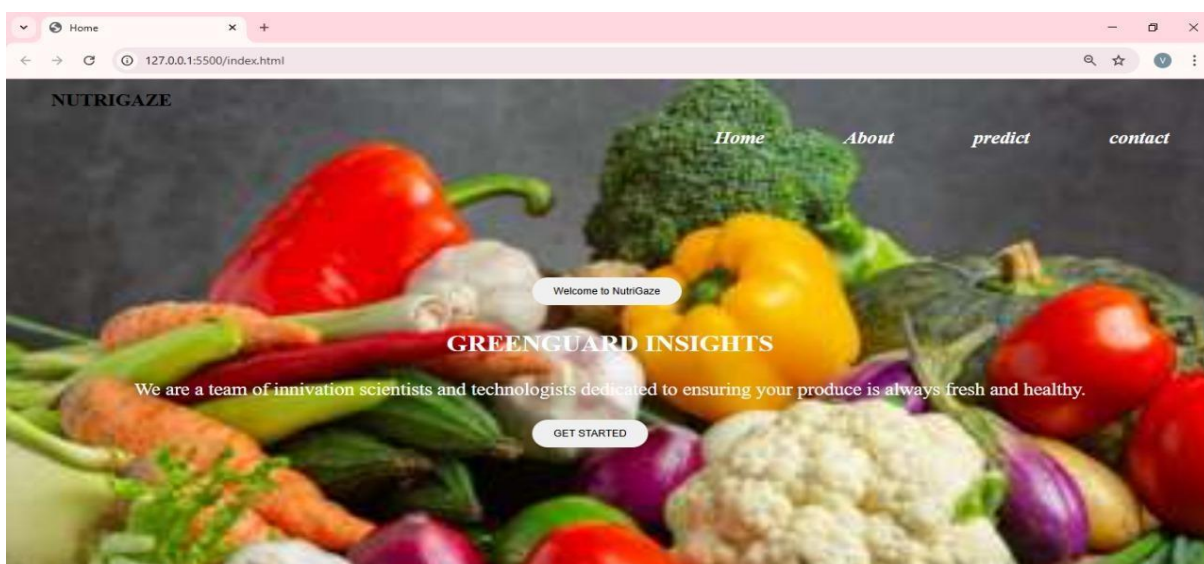 Home
127.0.0.1:5500/index.html
V
NUTRIGAZE
Home About predict contact
Welcome to NutriGaze
GREENGUARD INSIGHTS
We are a team of innivation scientists and technologists dedicated to ensuring your produce is always fresh and healthy.
GET STARTED